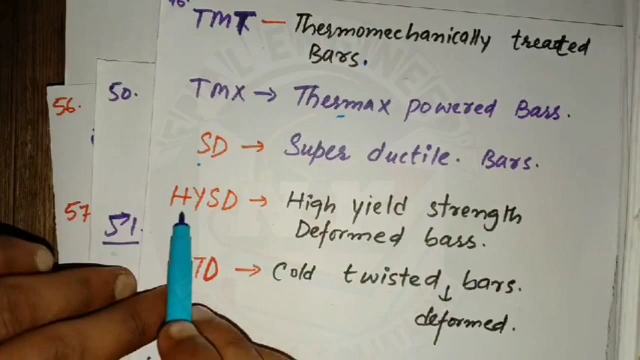 46.
TMT — Thermomechanically treated
Bars.
56.
50.
TMX → Thermax powered Bars.
SD → Super ductile. Bars.
57
51.
HYSD → High yield strength
Deformed bars.
TD → Cold twisted bars.
↓
deformed.